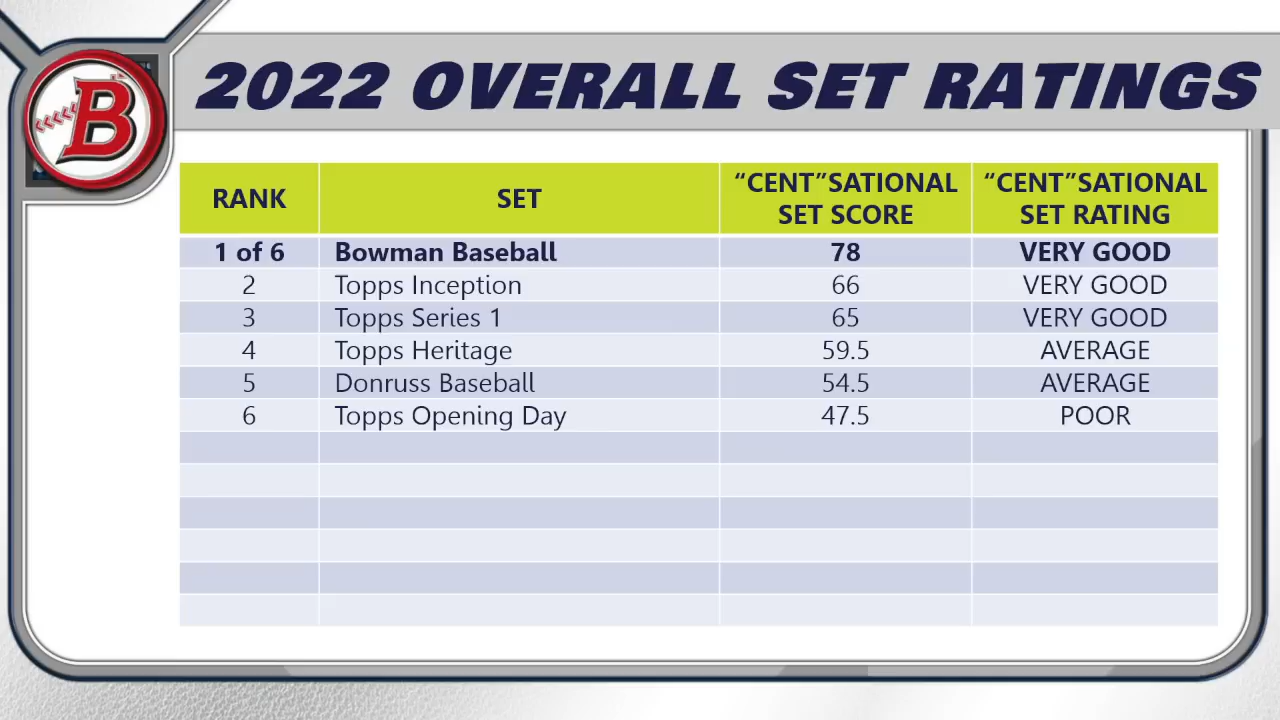 B
2022 OVERALL SET RATINGS
RANK SET “CENT”SATIONAL SET SCORE “CENT”SATIONAL SET RATING
1 of 6 Bowman Baseball 78 VERY GOOD
2 Topps Inception 66 VERY GOOD
3 Topps Series 1 65 VERY GOOD
4 Topps Heritage 59.5 AVERAGE
5 Donruss Baseball 54.5 AVERAGE
6 Topps Opening Day 47.5 POOR